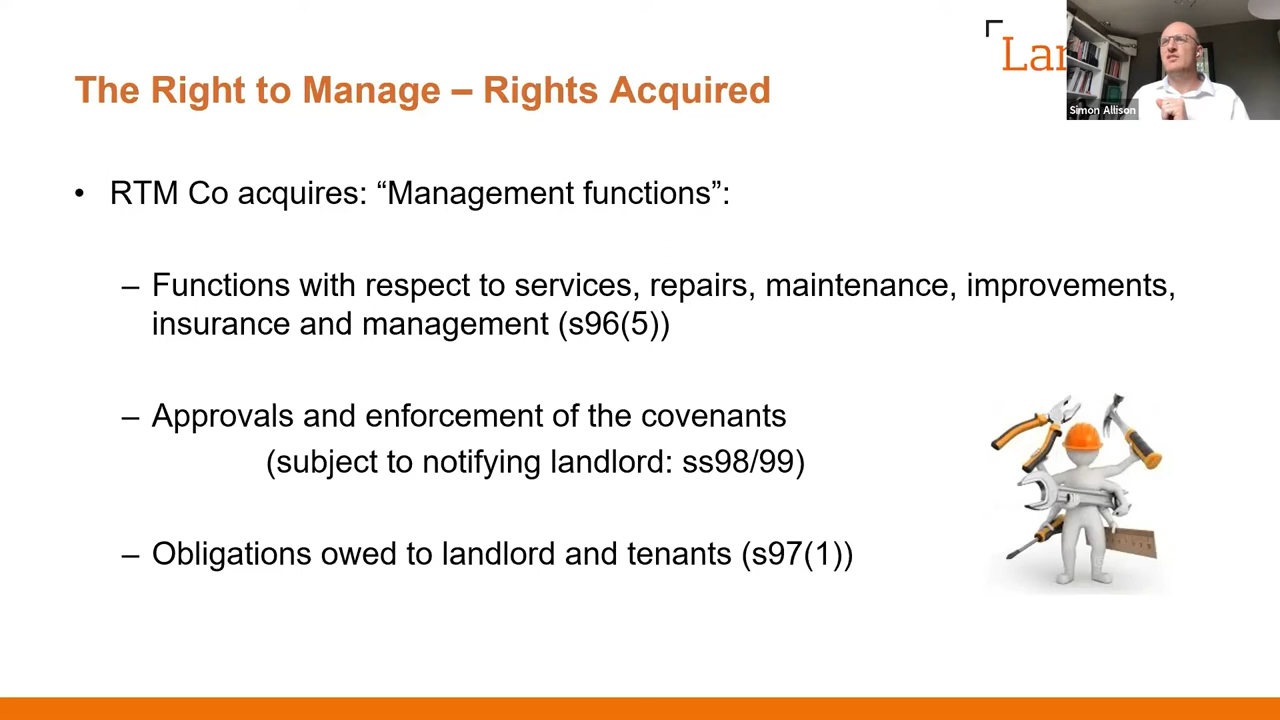 The Right to Manage – Rights Acquired
Simon Allison
• RTM Co acquires: “Management functions”:
– Functions with respect to services, repairs, maintenance, improvements,
insurance and management (s96(5))
– Approvals and enforcement of the covenants
(subject to notifying landlord: ss98/99)
– Obligations owed to landlord and tenants (s97(1))